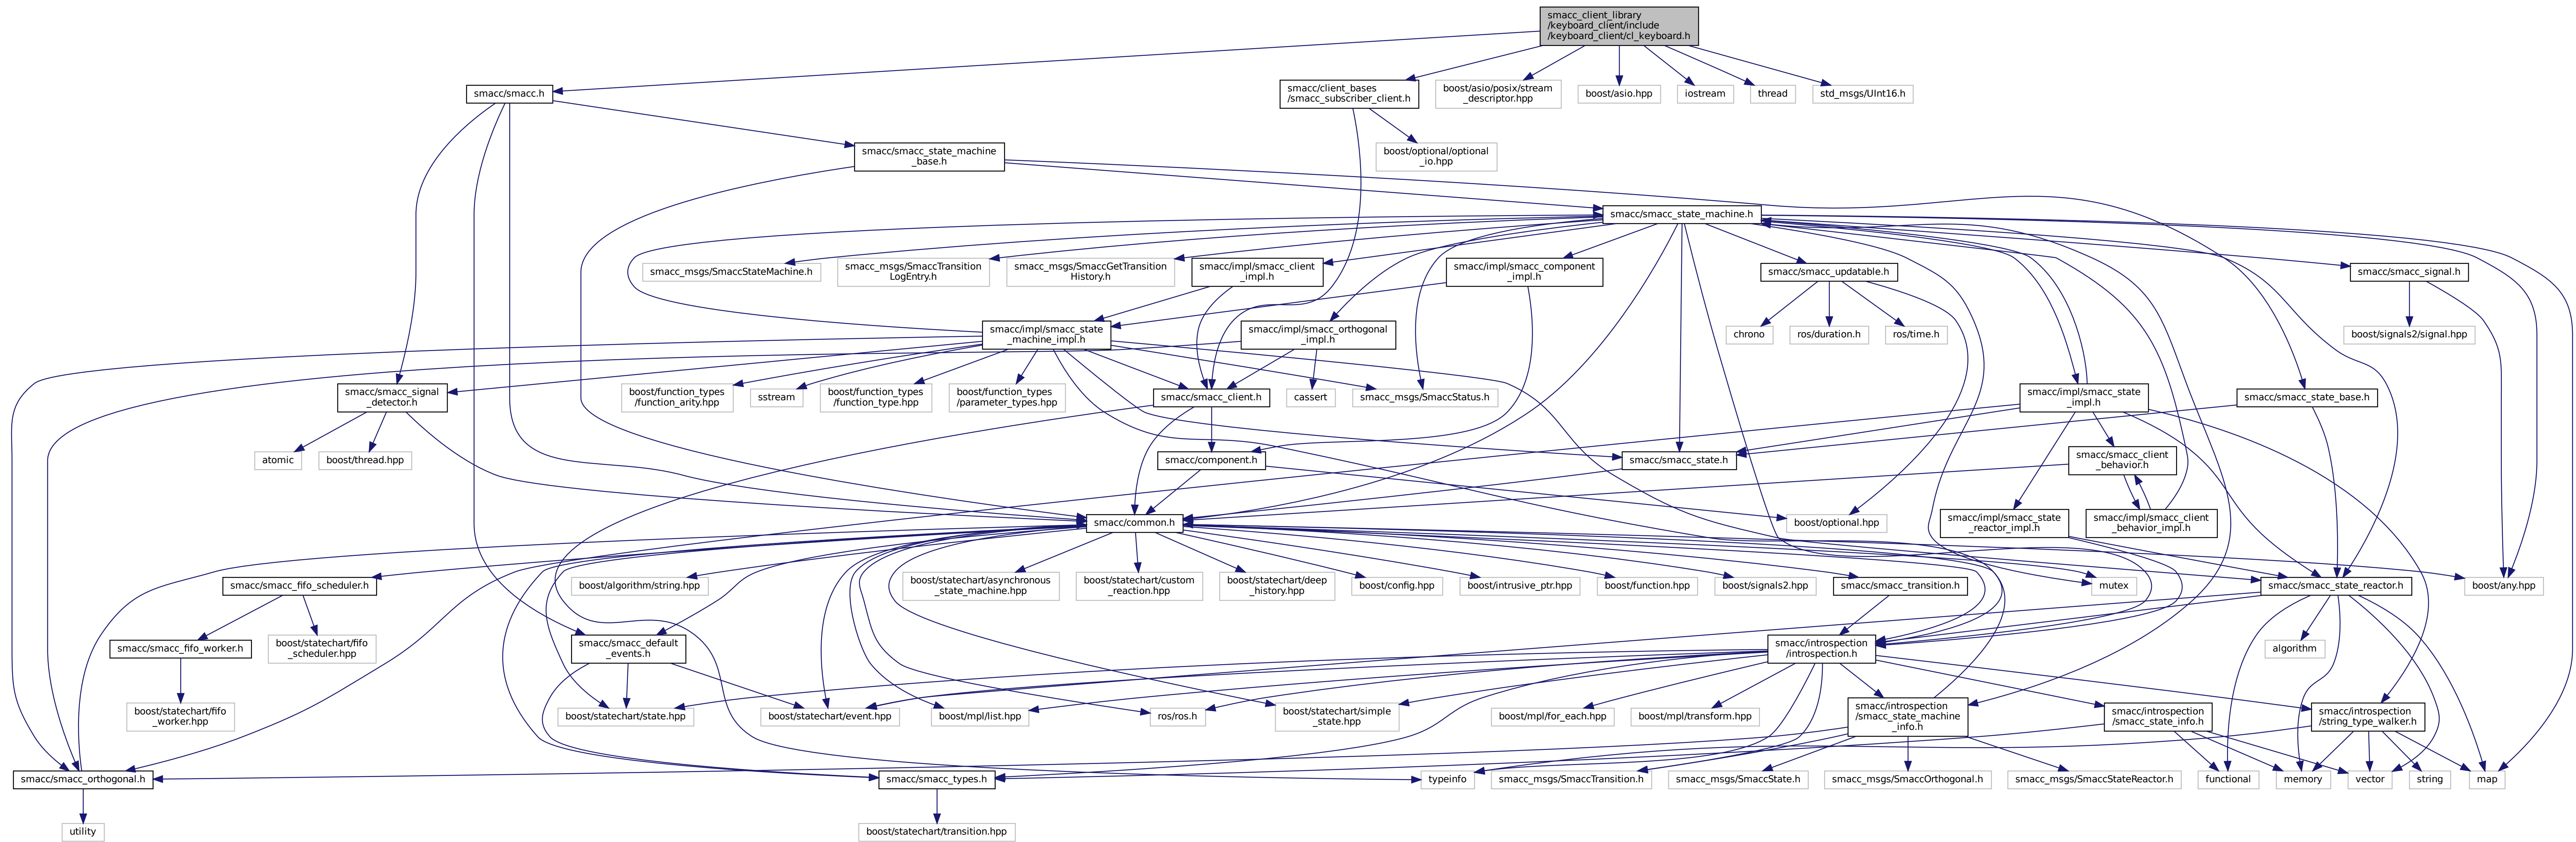 smacc_client_library
/keyboard_client/include
/keyboard_client/cl_keyboard.h
smacc/smacc.h
smacc/client_bases
/smacc_subscriber_client.h
boost/asio/posix/stream
_descriptor.hpp
boost/asio.hpp
iostream
thread
std_msgs/UInt16.h
smacc/smacc_state_machine
_base.h
boost/optional/optional
_io.hpp
smacc/smacc_state_machine.h
smacc_msgs/SmaccStateMachine.h
smacc_msgs/SmaccTransition
LogEntry.h
smacc_msgs/SmaccGetTransition
History.h
smacc/impl/smacc_client
_impl.h
smacc/impl/smacc_component
_impl.h
smacc/smacc_updatable.h
smacc/smacc_signal.h
smacc/impl/smacc_state
_machine_impl.h
smacc/impl/smacc_orthogonal
_impl.h
chrono
ros/duration.h
ros/time.h
boost/signals2/signal.hpp
smacc/smacc_signal
_detector.h
boost/function_types
/function_arity.hpp
sstream
boost/function_types
/function_type.hpp
boost/function_types
/parameter_types.hpp
smacc/smacc_client.h
cassert
smacc_msgs/SmaccStatus.h
smacc/impl/smacc_state
_impl.h
smacc/smacc_state_base.h
atomic
boost/thread.hpp
smacc/component.h
smacc/smacc_state.h
smacc/smacc_client
_behavior.h
smacc/common.h
boost/optional.hpp
smacc/impl/smacc_state
_reactor_impl.h
smacc/impl/smacc_client
_behavior_impl.h
smacc/smacc_fifo_scheduler.h
boost/algorithm/string.hpp
boost/statechart/asynchronous
_state_machine.hpp
boost/statechart/custom
_reaction.hpp
boost/statechart/deep
_history.hpp
boost/config.hpp
boost/intrusive_ptr.hpp
boost/function.hpp
boost/signals2.hpp
smacc/smacc_transition.h
mutex
smacc/smacc_state_reactor.h
boost/any.hpp
smacc/smacc_fifo_worker.h
boost/statechart/fifo
_scheduler.hpp
smacc/smacc_default
_events.h
smacc/introspection
/introspection.h
algorithm
boost/statechart/fifo
_worker.hpp
boost/statechart/state.hpp
boost/statechart/event.hpp
boost/mpl/list.hpp
ros/ros.h
boost/statechart/simple
_state.hpp
boost/mpl/for_each.hpp
boost/mpl/transform.hpp
smacc/introspection
/smacc_state_machine
_info.h
smacc/introspection
/smacc_state_info.h
smacc/introspection
/string_type_walker.h
smacc/smacc_orthogonal.h
smacc/smacc_types.h
typeinfo
smacc_msgs/SmaccTransition.h
smacc_msgs/SmaccState.h
smacc_msgs/SmaccOrthogonal.h
smacc_msgs/SmaccStateReactor.h
functional
memory
vector
string
map
utility
boost/statechart/transition.hpp